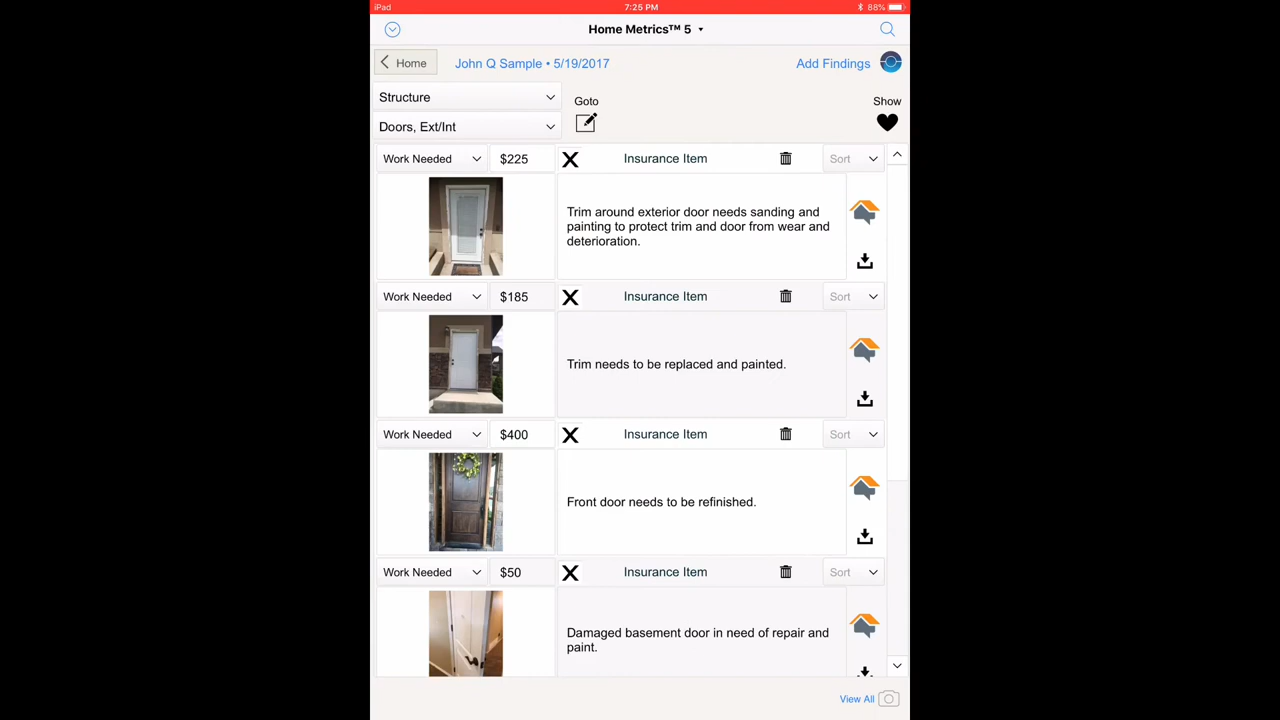 iPad
7:25 PM
88%
Home Metrics™ 5
Home
John Q Sample • 5/19/2017
Add Findings
Structure
Goto
Show
Doors, Ext/Int
Work Needed
$225
X
Insurance Item
Sort
Trim around exterior door needs sanding and
painting to protect trim and door from wear and
deterioration.
Work Needed
$185
X
Insurance Item
Sort
Trim needs to be replaced and painted.
Work Needed
$400
X
Insurance Item
Sort
Front door needs to be refinished.
Work Needed
$50
X
Insurance Item
Sort
Damaged basement door in need of repair and
paint.
View All